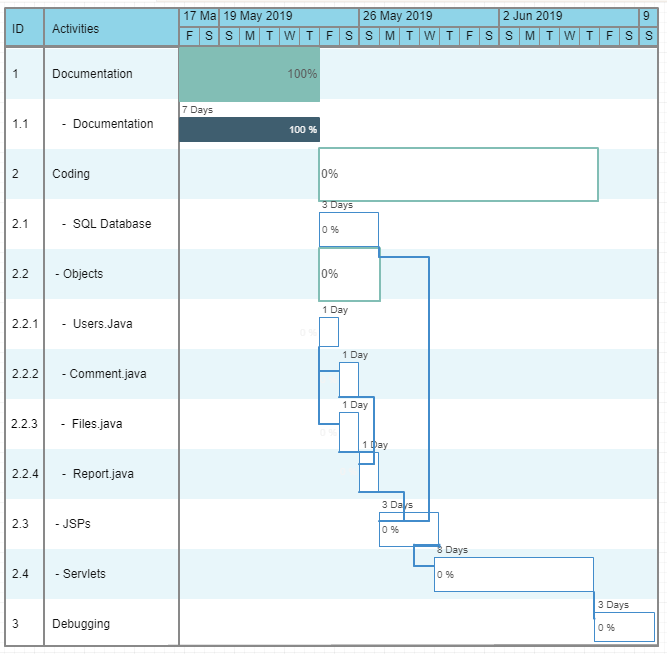 17 Ma 19 May 2019 26 May 2019 2 Jun 2019 9
ID Activities F S S M T W T F S S M T W T F S S M T W T F S S
1 Documentation 100%
7 Days
1.1 - Documentation 100 %
2 Coding 0%
3 Days
2.1 - SQL Database 0 %
2.2 - Objects 0%
1 Day
2.2.1 - Users.Java 0 %
1 Day
2.2.2 - Comment.java
1 Day
2.2.3 - Files.java 0 %
1 Day
2.2.4 - Report.java
3 Days
2.3 - JSPs 0 %
8 Days
2.4 - Servlets 0 %
3 Days
3 Debugging 0 %